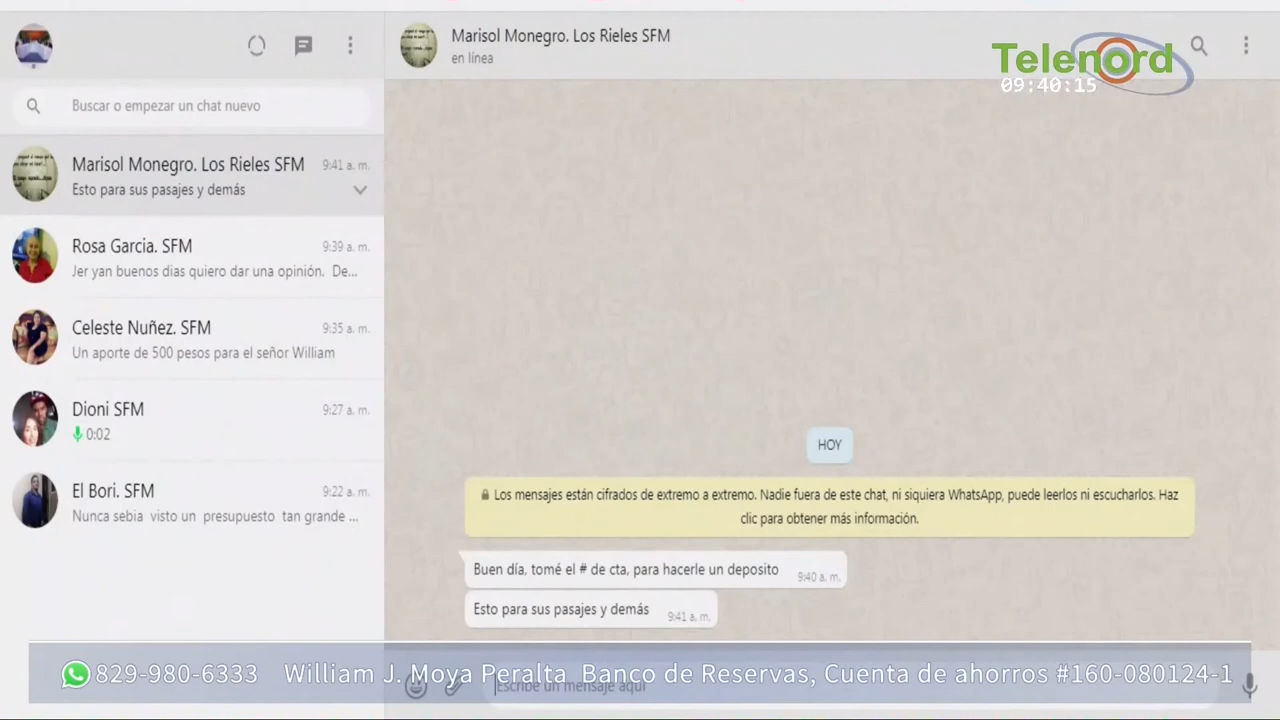 Marisol Monegro. Los Rieles SFM
en línea
Telenord
09:40:15
Buscar o empezar un chat nuevo
Marisol Monegro. Los Rieles SFM 9:41 a. m.
Esto para sus pasajes y demás
Rosa Garcia. SFM 9:39 a. m.
Jer yan buenos dias quiero dar una opinión. De...
Celeste Nuñez. SFM 9:35 a. m.
Un aporte de 500 pesos para el señor William
Dioni SFM 9:27 a. m.
0:02
El Bori. SFM 9:22 a. m.
Nunca sebia visto un presupuesto tan grande ...
HOY
Los mensajes están cifrados de extremo a extremo. Nadie fuera de este chat, ni siquiera WhatsApp, puede leerlos ni escucharlos. Haz
clic para obtener más información.
Buen día, tomé el # de cta, para hacerle un deposito 9:40 a. m.
Esto para sus pasajes y demás 9:41 a. m.
829-980-6333 William J. Moya Peralta Banco de Reservas, Cuenta de ahorros #160-080124-1
Escribe un mensaje aquí